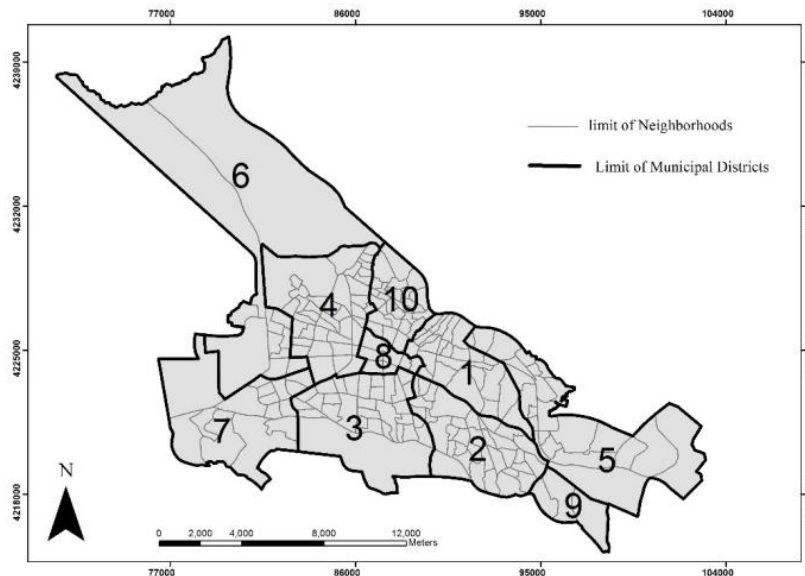 77000 86000 95000 104000
4239000
4232000
4225000
4218000
limit of Neighborhoods
Limit of Municipal Districts
6
4
10
8
1
7
3
2
5
9
N
0 2,000 4,000 8,000 12,000
Meters
77000 86000 95000 104000